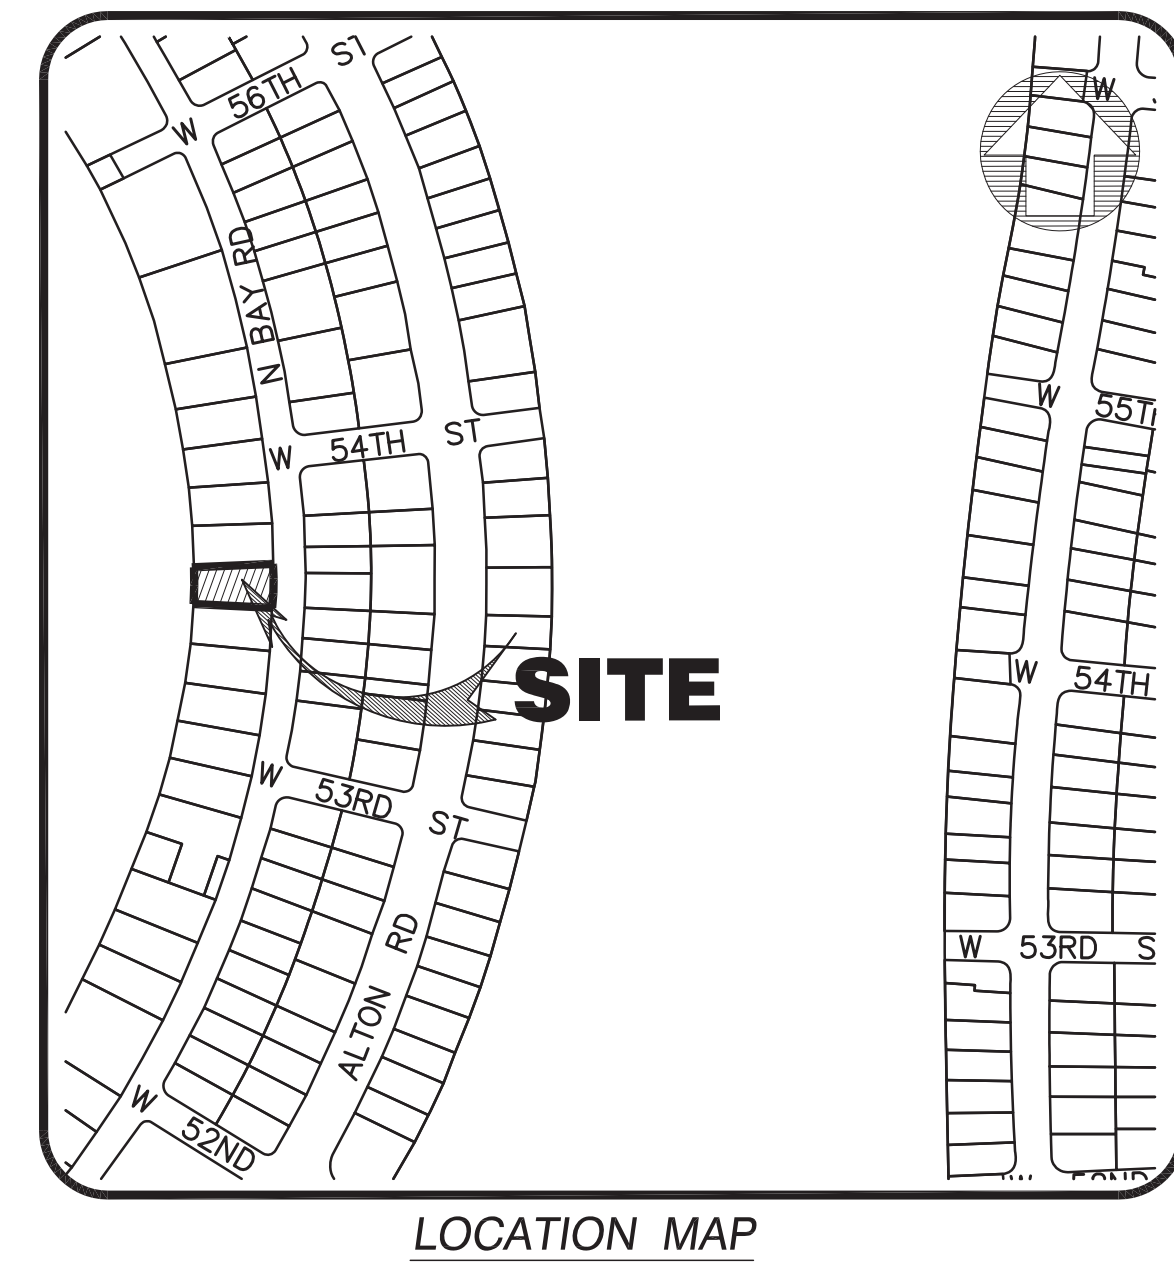 W 56TH ST
N BAY RD
W 54TH ST
SITE
W 53RD ST
ALTON RD
W 52ND
W
W 55TH
W 54TH
W 53RD S
LOCATION MAP